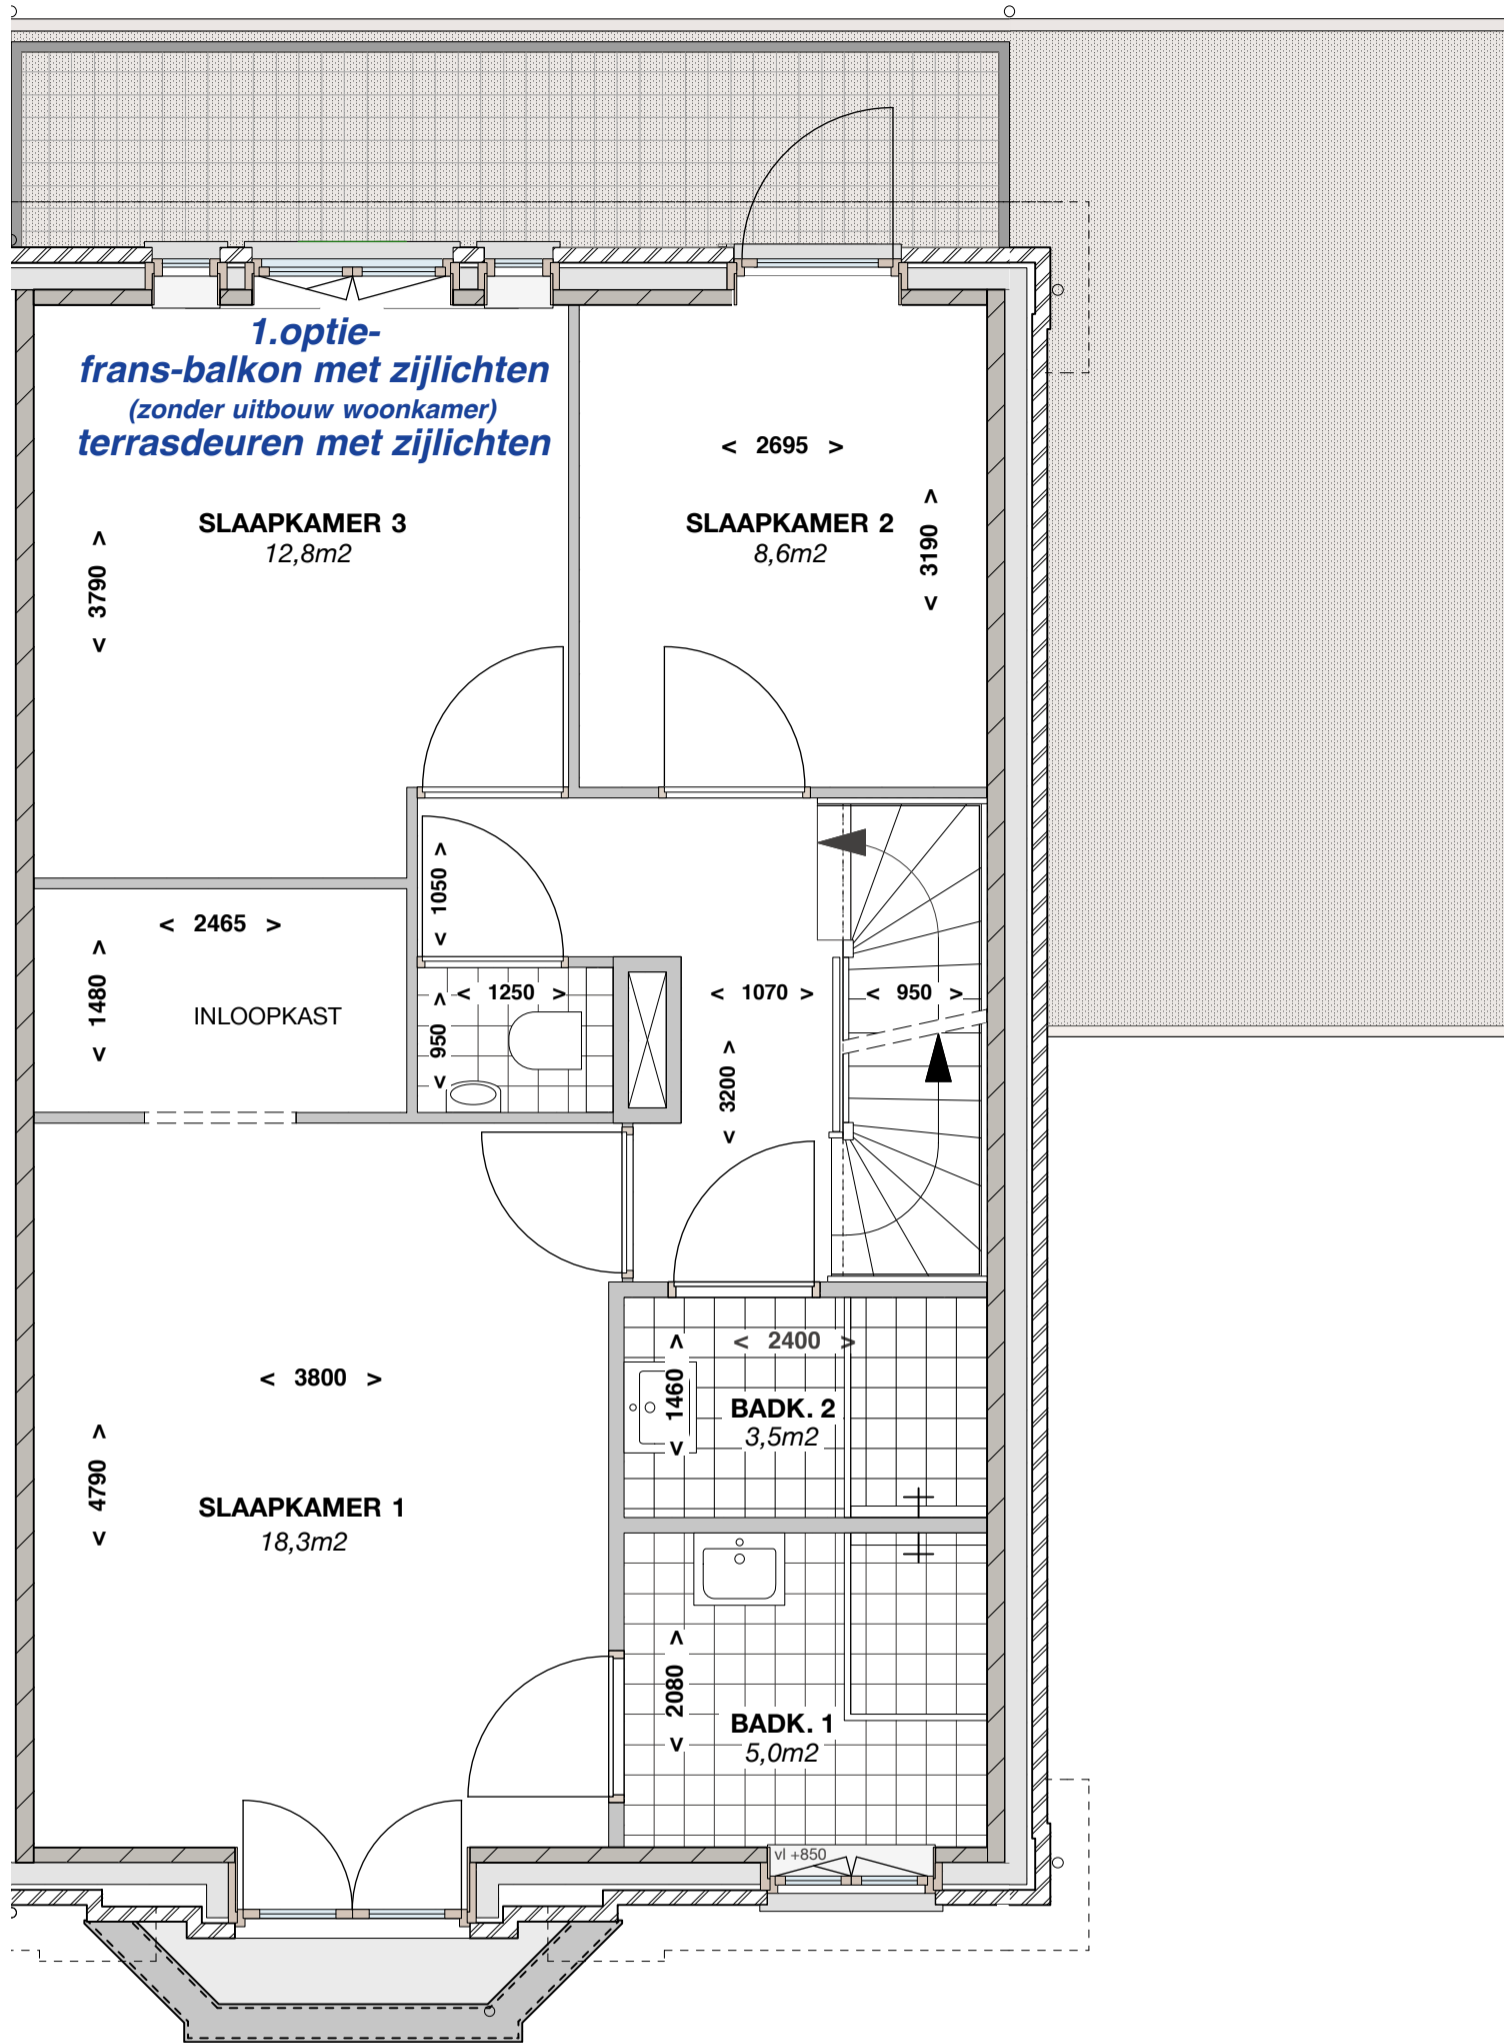 1.optie-
frans-balkon met zijlichten
(zonder uitbouw woonkamer)
terrasdeuren met zijlichten
< 2695 >
SLAAPKAMER 3
12,8m2
SLAAPKAMER 2
8,6m2
< 3790 >
< 3190 >
< 1050 >
< 2465 >
< 1480 >
INLOOPKAST
< 1250 >
< 950 >
< 1070 >
< 950 >
< 3200 >
< 2400 >
< 1460 >
BADK. 2
3,5m2
< 3800 >
< 4790 >
SLAAPKAMER 1
18,3m2
< 2080 >
BADK. 1
5,0m2
vl +850